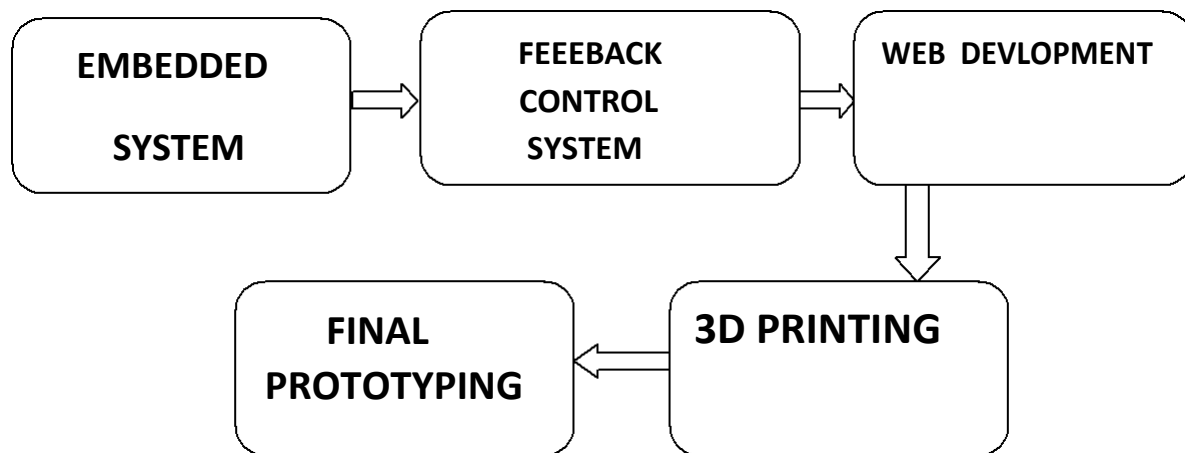 EMBEDDED
SYSTEM
FEEEBACK
CONTROL
SYSTEM
WEB DEVLOPMENT
3D PRINTING
FINAL
PROTOTYPING